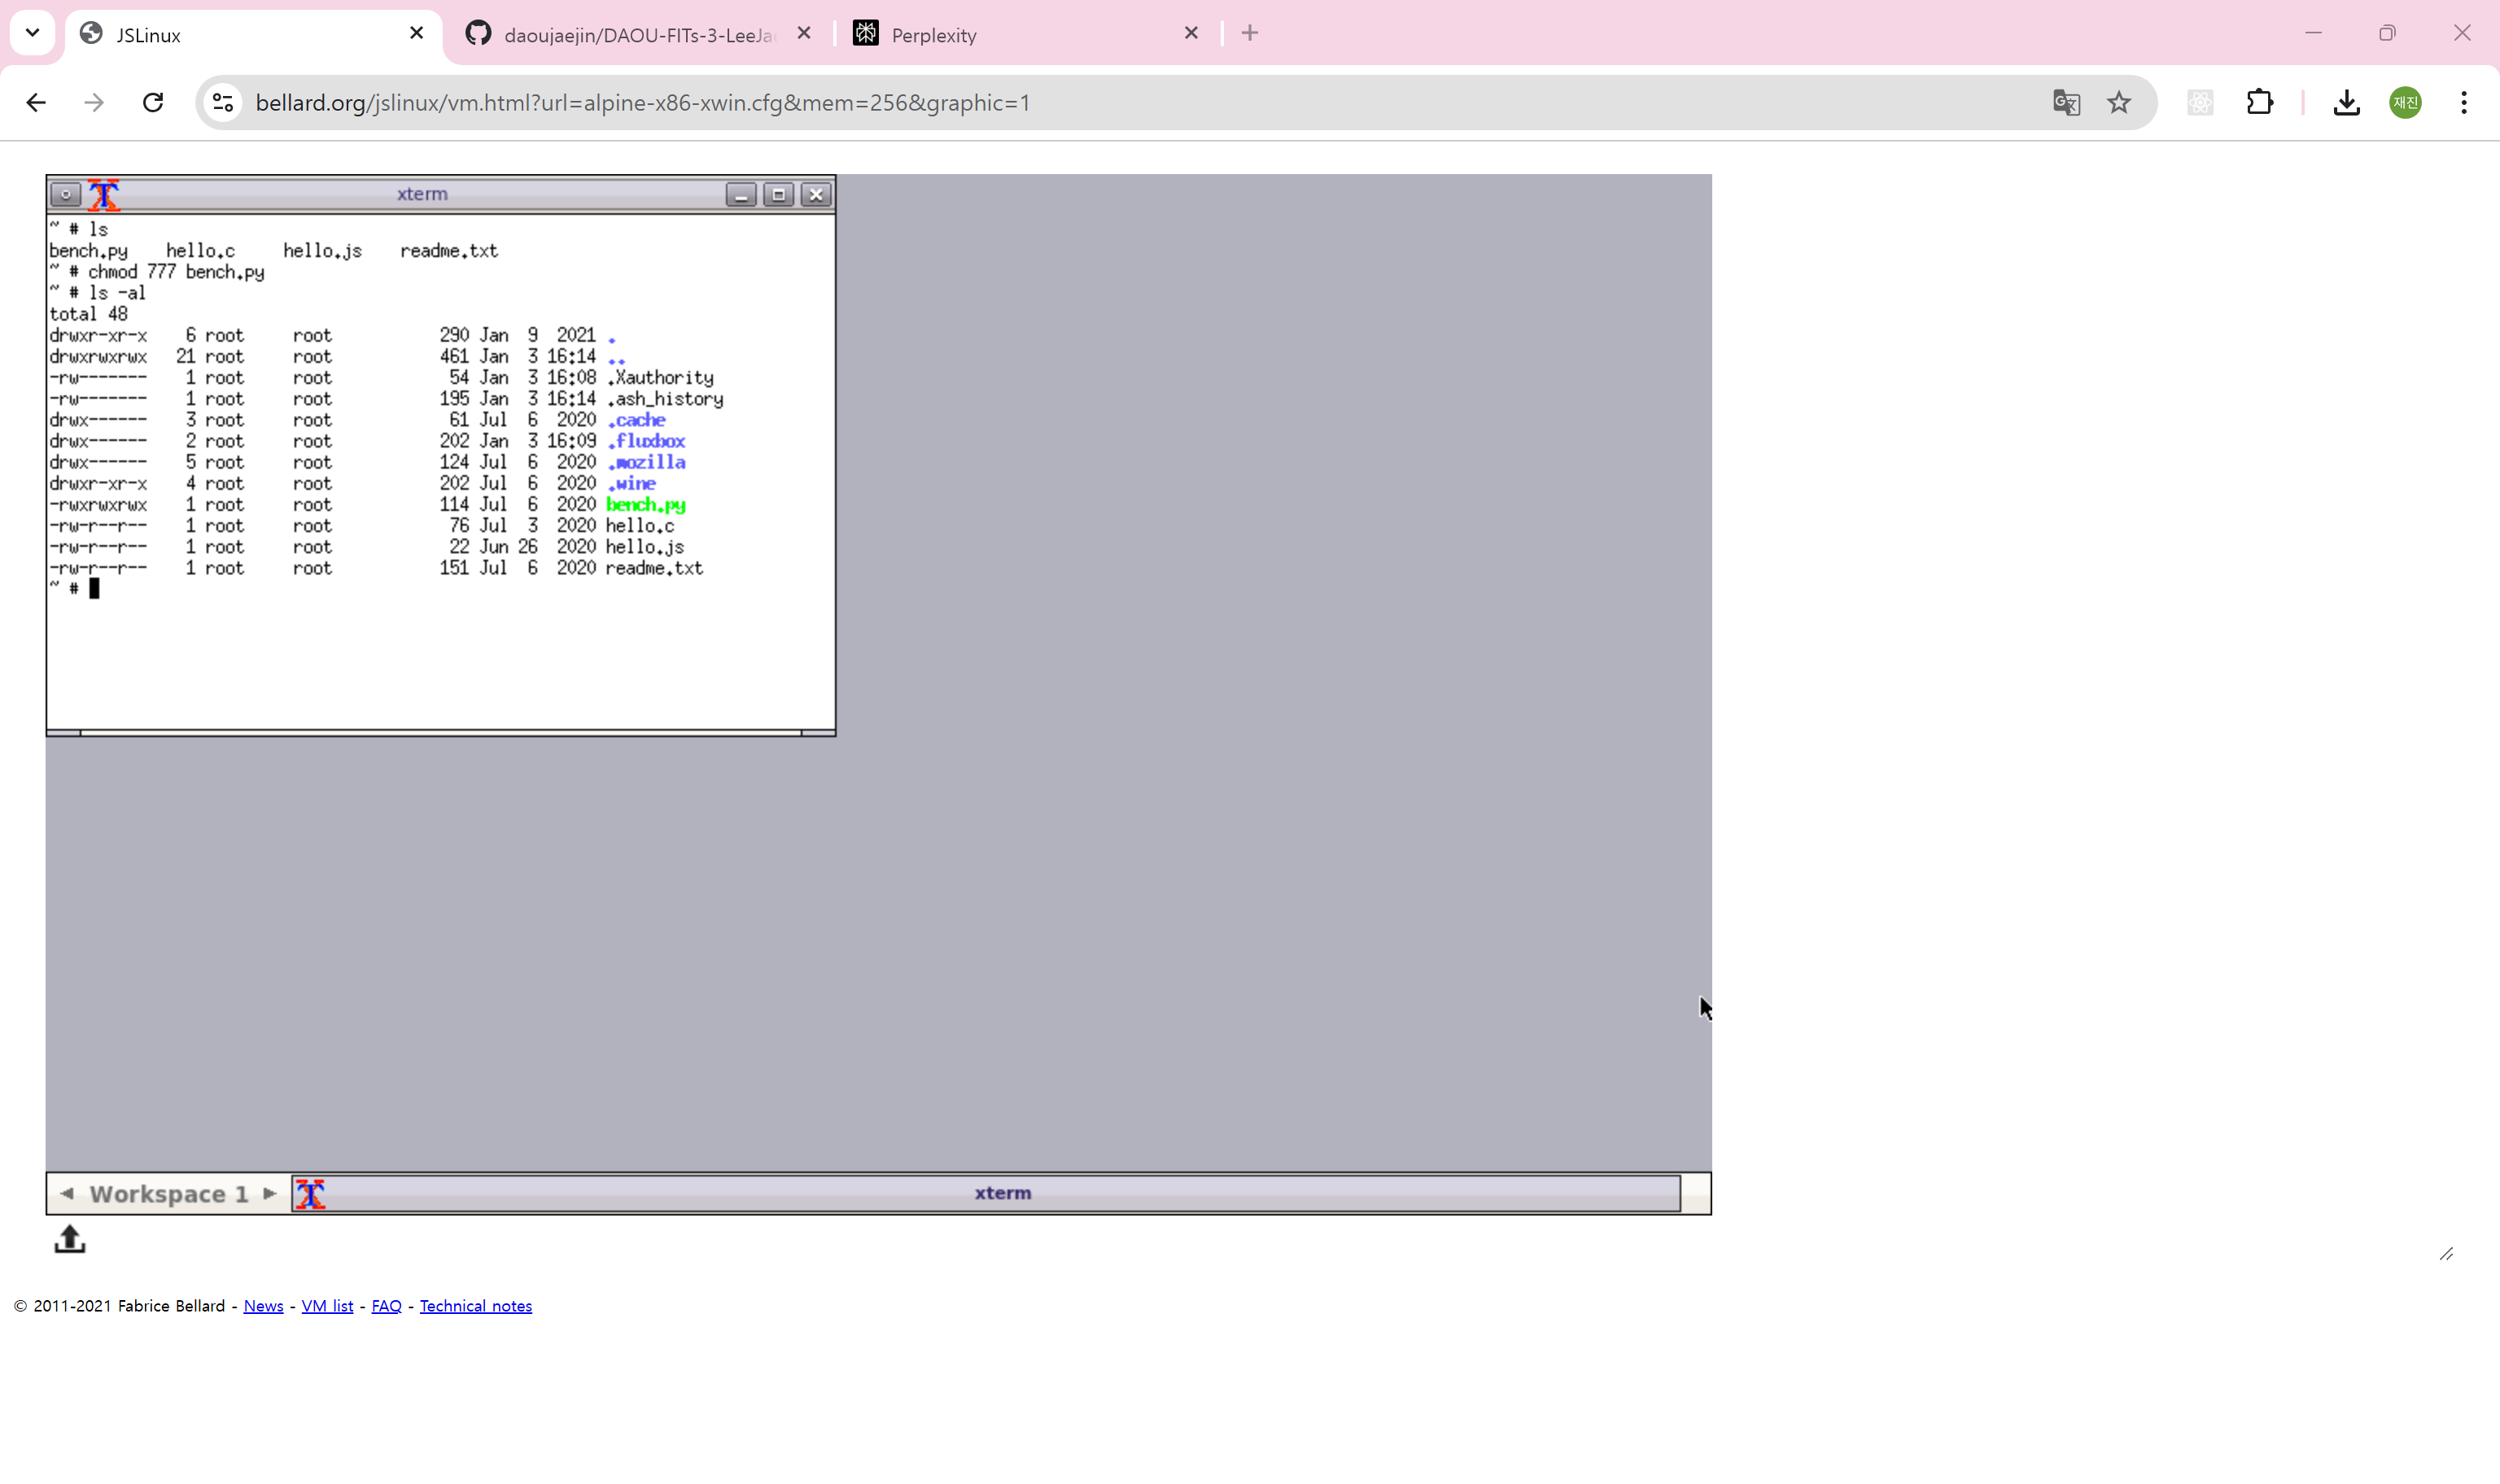 JSLinux
daoujaejin/DAOU-FITs-3-LeeJa
Perplexity
bellard.org/jslinux/vm.html?url=alpine-x86-xwin.cfg&mem=256&graphic=1
재진
xterm
~ # ls
bench.py    hello.c     hello.js    readme.txt
~ # chmod 777 bench.py
~ # ls -al
total 48
drwxr-xr-x    6 root     root           290 Jan  9  2021 .
drwxrwxrwx   21 root     root           461 Jan  3 16:14 ..
-rw-------    1 root     root            54 Jan  3 16:08 .Xauthority
-rw-------    1 root     root           195 Jan  3 16:14 .ash_history
drwx------    3 root     root            61 Jul  6  2020 .cache
drwx------    2 root     root           202 Jan  3 16:09 .fluxbox
drwx------    5 root     root           124 Jul  6  2020 .mozilla
drwxr-xr-x    4 root     root           202 Jul  6  2020 .wine
-rwxrwxrwx    1 root     root           114 Jul  6  2020 bench.py
-rw-r--r--    1 root     root            76 Jul  3  2020 hello.c
-rw-r--r--    1 root     root            22 Jun 26  2020 hello.js
-rw-r--r--    1 root     root           151 Jul  6  2020 readme.txt
~ #
Workspace 1
xterm
© 2011-2021 Fabrice Bellard - News - VM list - FAQ - Technical notes